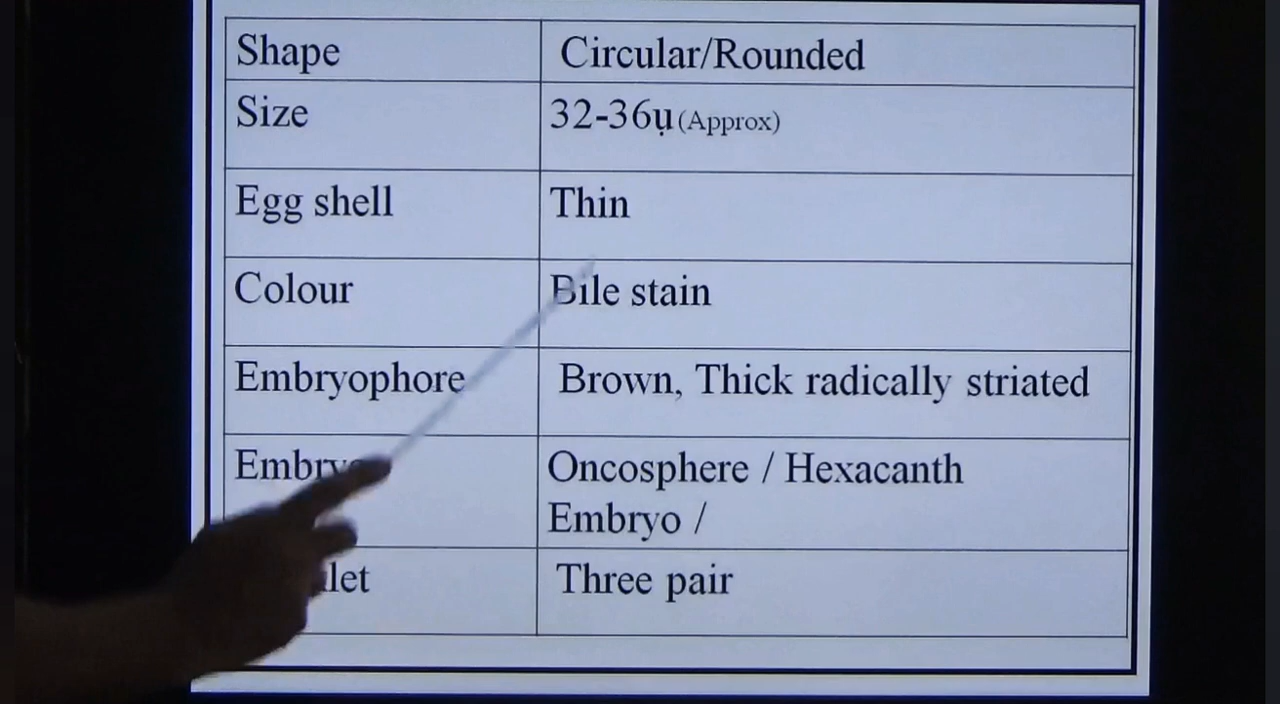 Shape Circular/Rounded
Size 32-36ṳ (Approx)
Egg shell Thin
Colour Bile stain
Embryophore Brown, Thick radically striated
Oncosphere / Hexacanth
Embryo /
Three pair